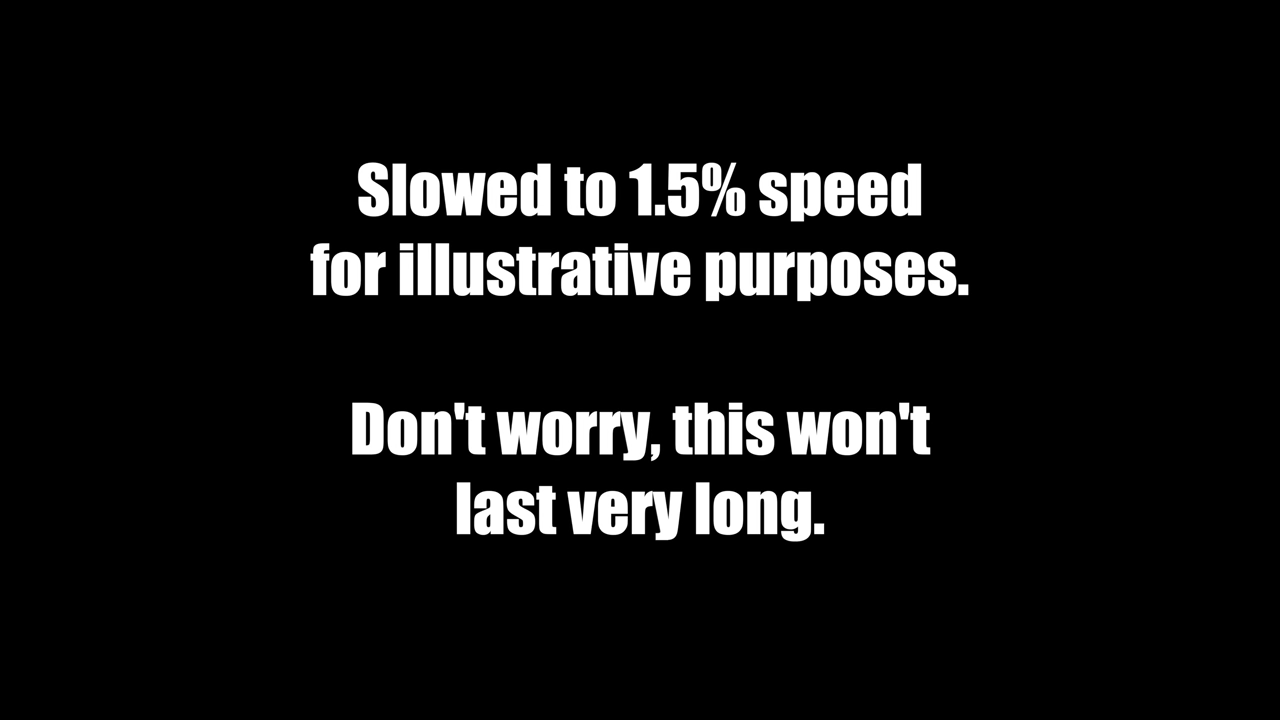 Slowed to 1.5% speed
for illustrative purposes.
Don't worry, this won't
last very long.